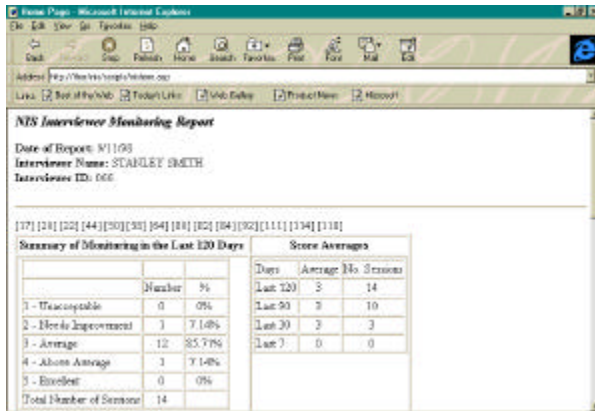 Home Page - Microsoft Internet Explorer
File Edit View Go Favorites Help
Back Stop Refresh Home Search Favorites Print Font Mail Edit
Address
Links Best of the Web Today's Links Web Gallery Product News Microsoft
NIS Interviewer Monitoring Report
Date of Report: 9/11/98
Interviewer Name: STANLEY SMITH
Interviewer ID: 066
Summary of Monitoring in the Last 120 Days
Number %
1 - Unacceptable 0 0%
2 - Needs Improvement 1 7.14%
3 - Average 12 85.71%
4 - Above Average 1 7.14%
5 - Excellent 0 0%
Total Number of Sessions 14
Score Averages
Days Average No. Sessions
Last 120 3 14
Last 90 3 10
Last 30 3 3
Last 7 0 0